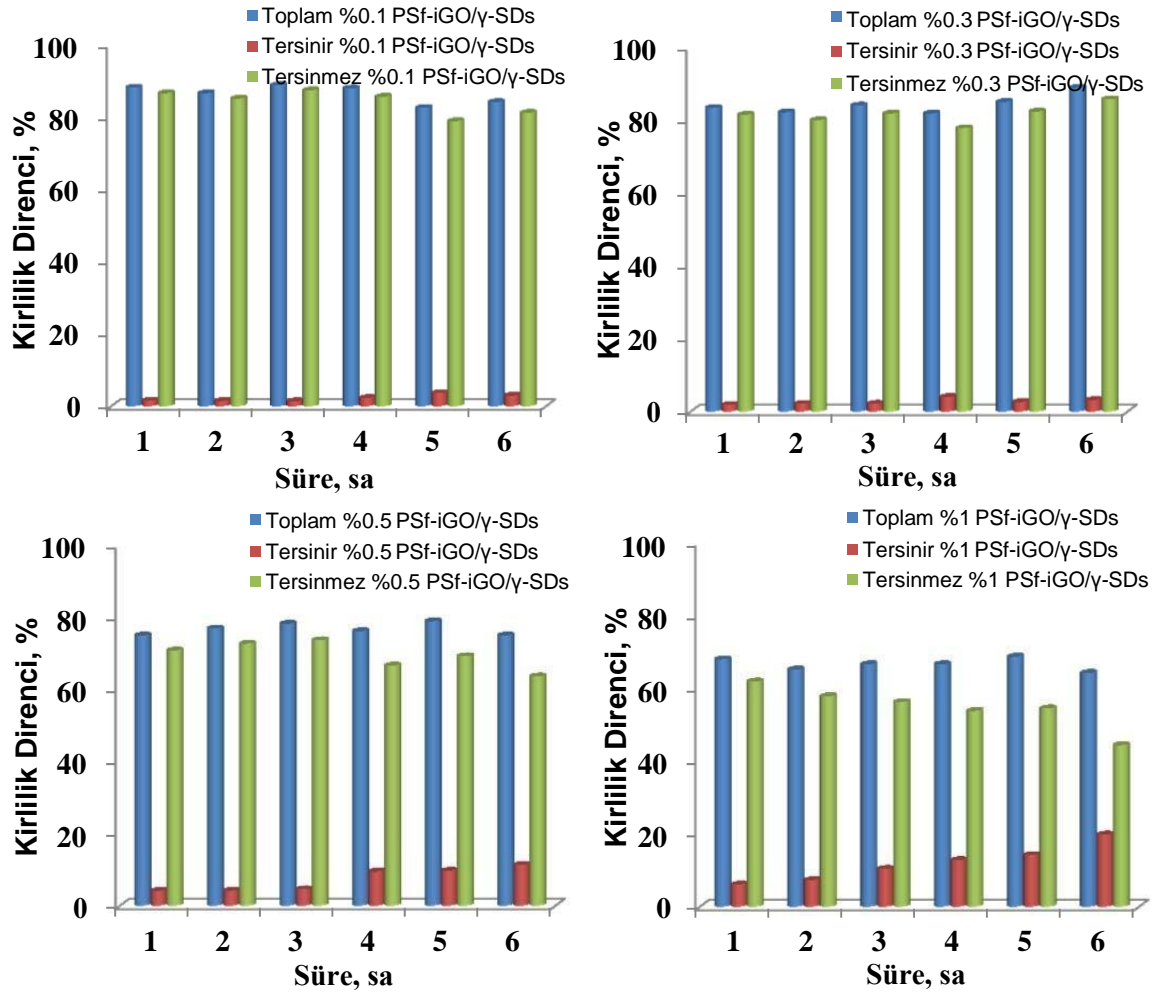 Toplam %0.1 PSf-iGO/γ-SDs
Tersinir %0.1 PSf-iGO/γ-SDs
Tersinmez %0.1 PSf-iGO/γ-SDs
Kirlilik Direnci, %
100
80
60
40
20
0
1 2 3 4 5 6
Süre, sa
Toplam %0.3 PSf-iGO/γ-SDs
Tersinir %0.3 PSf-iGO/γ-SDs
Tersinmez %0.3 PSf-iGO/γ-SDs
Kirlilik Direnci, %
100
80
60
40
20
0
1 2 3 4 5 6
Süre, sa
Toplam %0.5 PSf-iGO/γ-SDs
Tersinir %0.5 PSf-iGO/γ-SDs
Tersinmez %0.5 PSf-iGO/γ-SDs
Kirlilik Direnci, %
100
80
60
40
20
0
1 2 3 4 5 6
Süre, sa
Toplam %1 PSf-iGO/γ-SDs
Tersinir %1 PSf-iGO/γ-SDs
Tersinmez %1 PSf-iGO/γ-SDs
Kirlilik Direnci, %
100
80
60
40
20
0
1 2 3 4 5 6
Süre, sa